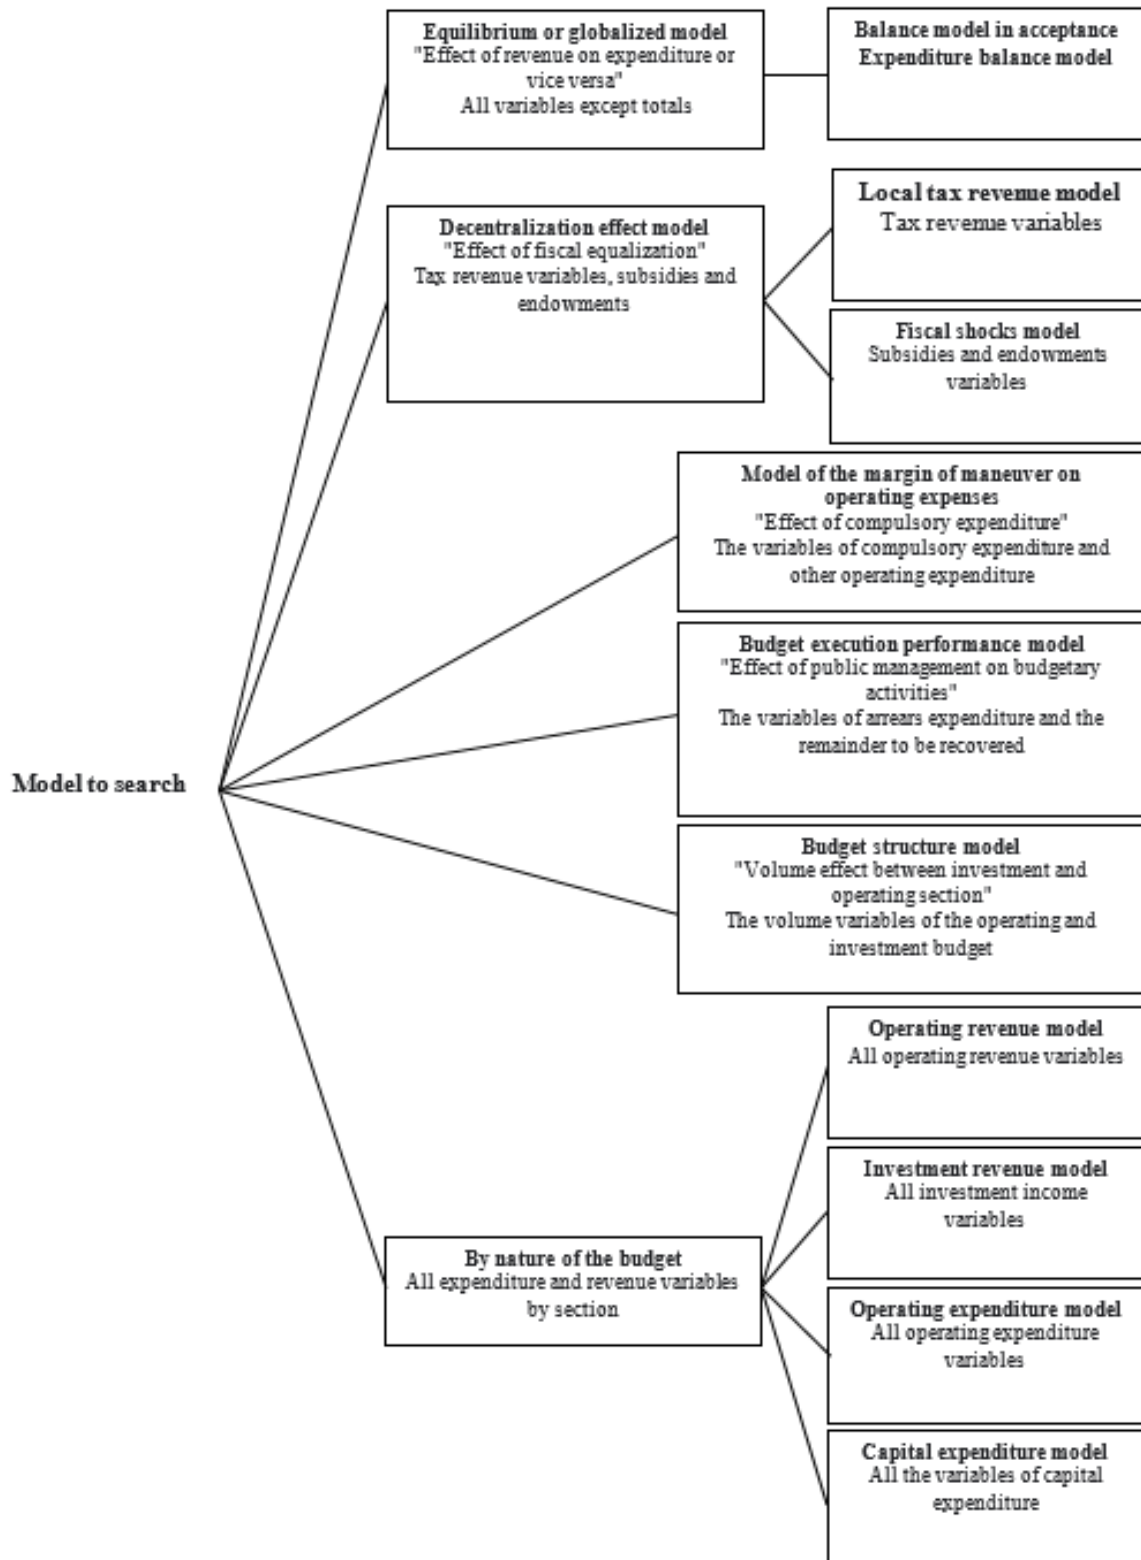 Equilibrium or globalized model
"Effect of revenue on expenditure or
vice versa"
All variables except totals
Balance model in acceptance
Expenditure balance model
Decentralization effect model
"Effect of fiscal equalization"
Tax revenue variables, subsidies and
endowments
Local tax revenue model
Tax revenue variables
Fiscal shocks model
Subsidies and endowments
variables
Model of the margin of maneuver on
operating expenses
"Effect of compulsory expenditure"
The variables of compulsory expenditure and
other operating expenditure
Budget execution performance model
"Effect of public management on budgetary
activities"
The variables of arrears expenditure and the
remainder to be recovered
Model to search
Budget structure model
"Volume effect between investment and
operating section"
The volume variables of the operating and
investment budget
By nature of the budget
All expenditure and revenue variables
by section
Operating revenue model
All operating revenue variables
Investment revenue model
All investment income
variables
Operating expenditure model
All operating expenditure
variables
Capital expenditure model
All the variables of capital
expenditure